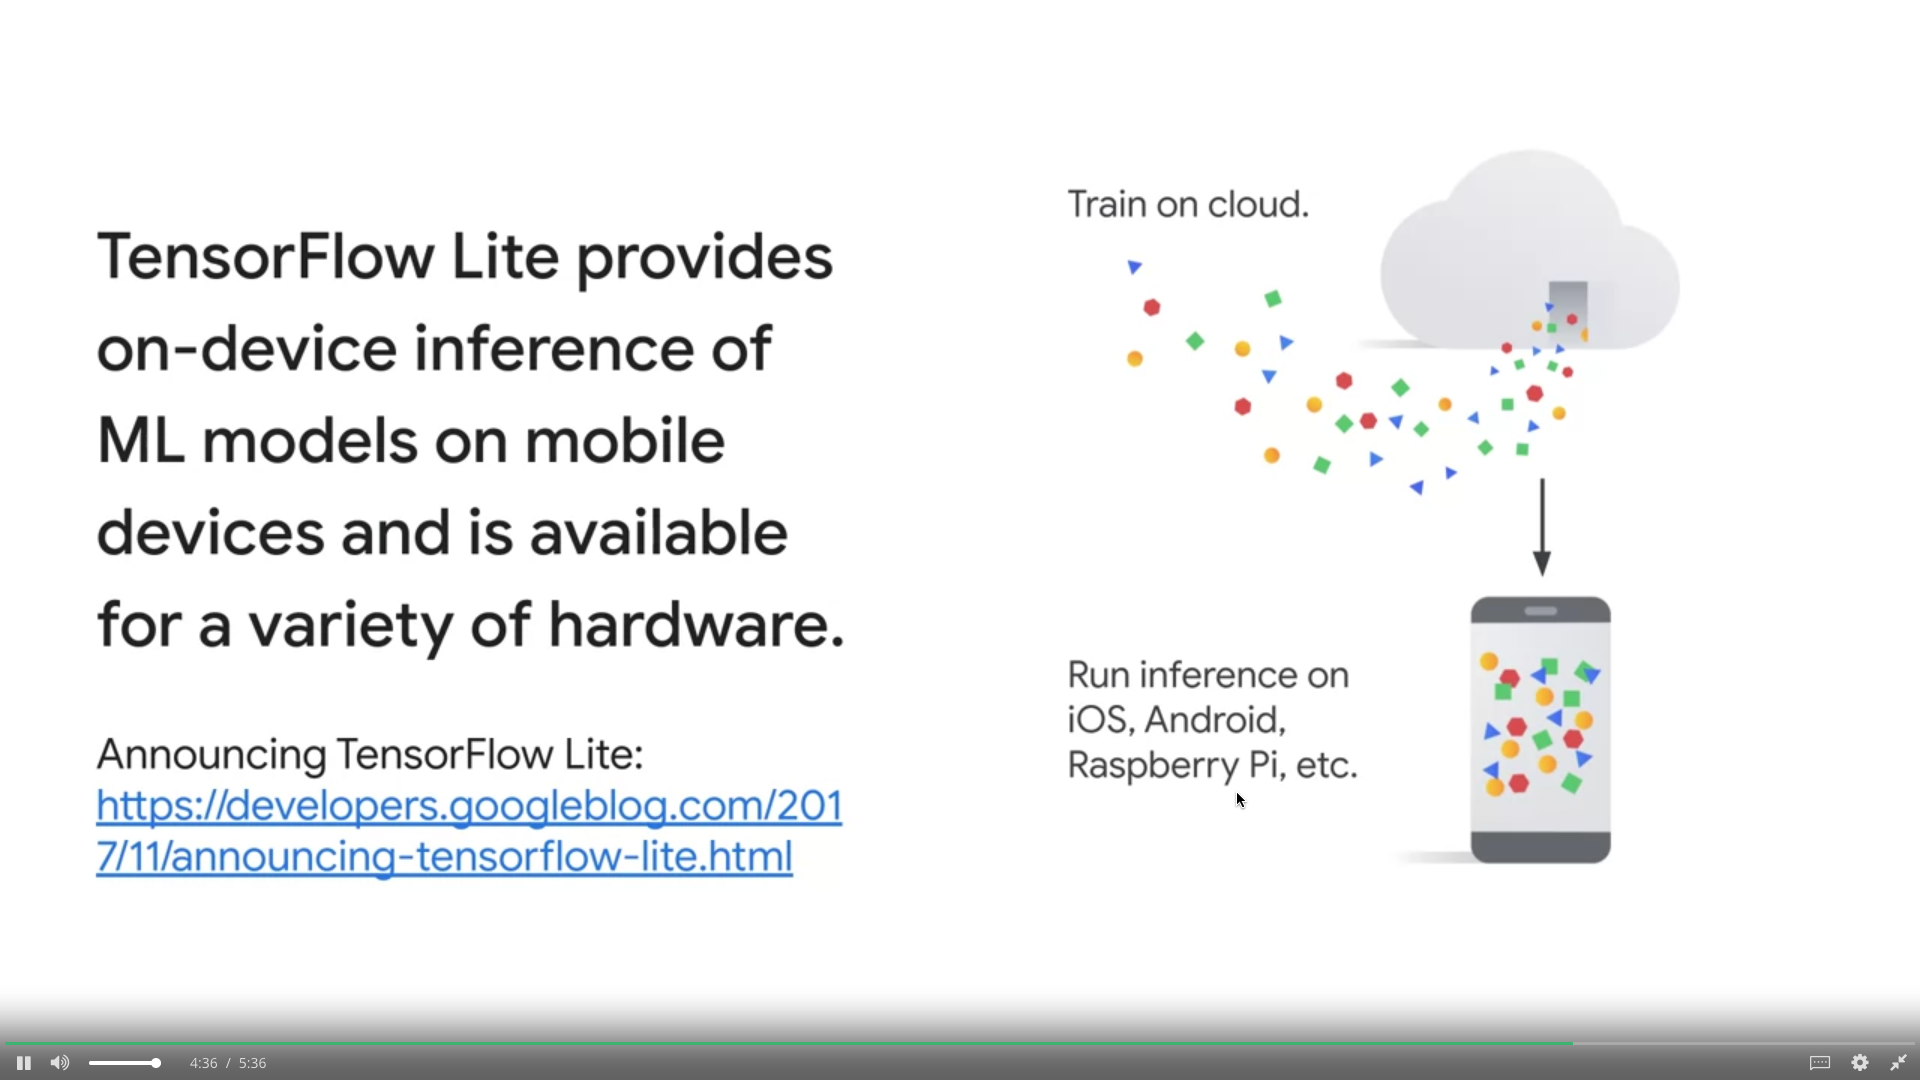 TensorFlow Lite provides
on-device inference of
ML models on mobile
devices and is available
for a variety of hardware.
Announcing TensorFlow Lite:
https://developers.googleblog.com/201
7/11/announcing-tensorflow-lite.html
Train on cloud.
Run inference on
iOS, Android,
Raspberry Pi, etc.
4:36 / 5:36